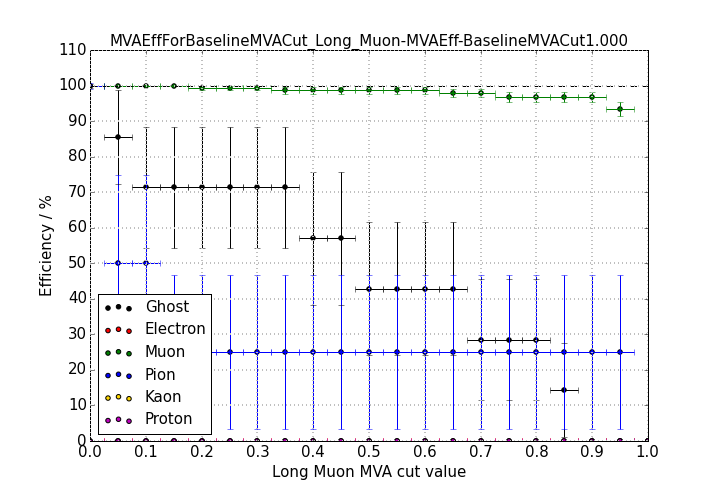 MVAEffForBaselineMVACut_Long_Muon-MVAEff-BaselineMVACut1.000
110
100
90
80
70
60
50
40
30
20
10
0
Efficiency / %
Ghost
Electron
Muon
Pion
Kaon
Proton
0.0 0.1 0.2 0.3 0.4 0.5 0.6 0.7 0.8 0.9 1.0
Long Muon MVA cut value